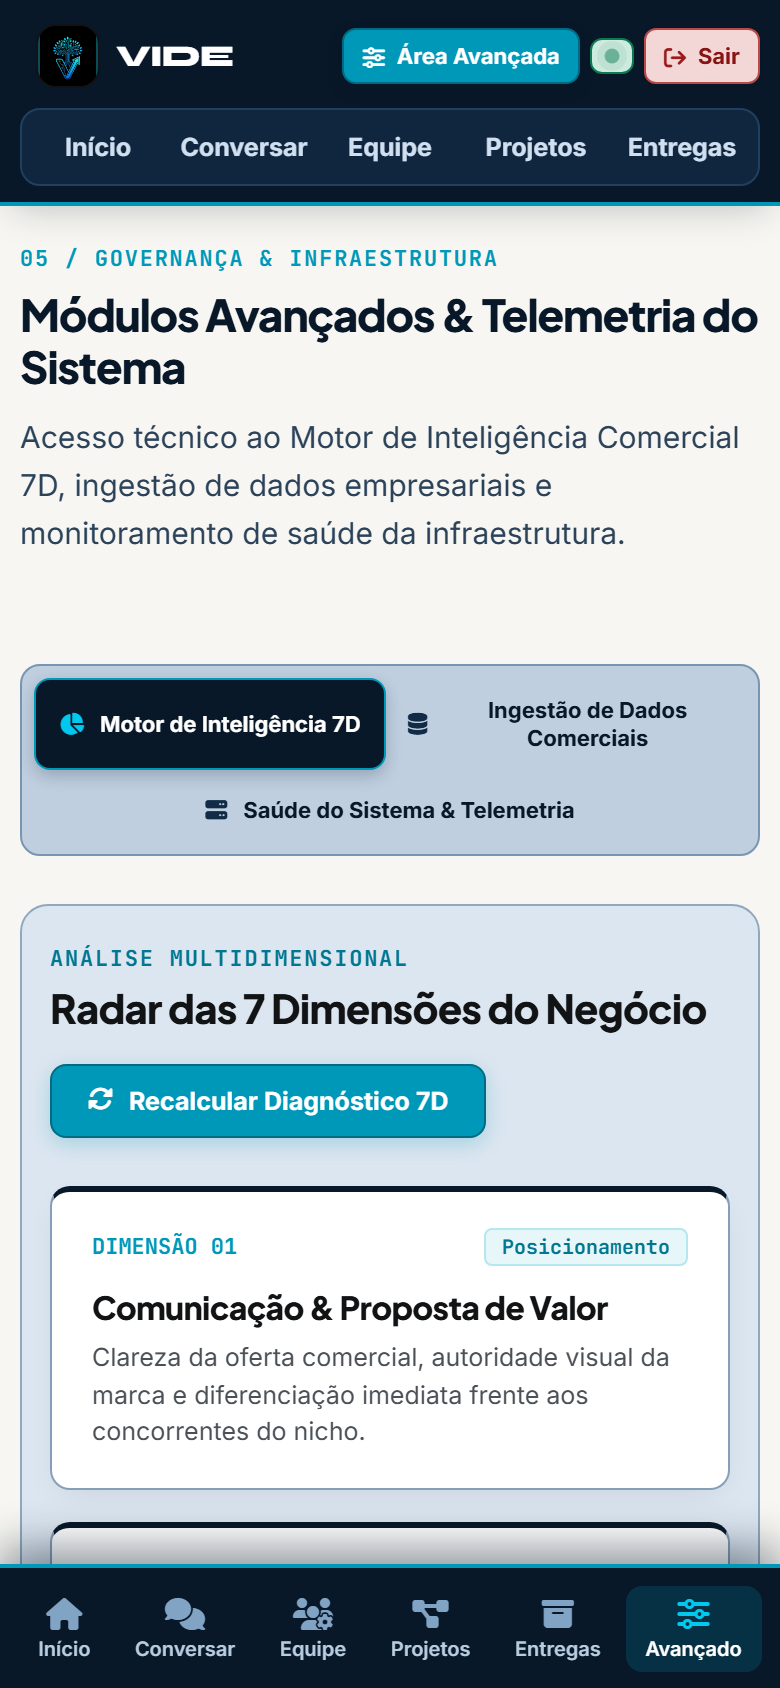 VIDE
Área Avançada
Sair
Início
Conversar
Equipe
Projetos
Entregas
05 / GOVERNANÇA & INFRAESTRUTURA
Módulos Avançados & Telemetria do
Sistema
Acesso técnico ao Motor de Inteligência Comercial
7D, ingestão de dados empresariais e
monitoramento de saúde da infraestrutura.
Motor de Inteligência 7D
Ingestão de Dados
Comerciais
Saúde do Sistema & Telemetria
ANÁLISE MULTIDIMENSIONAL
Radar das 7 Dimensões do Negócio
Recalcular Diagnóstico 7D
DIMENSÃO 01
Posicionamento
Comunicação & Proposta de Valor
Clareza da oferta comercial, autoridade visual da
marca e diferenciação imediata frente aos
concorrentes do nicho.
Início
Conversar
Equipe
Projetos
Entregas
Avançado